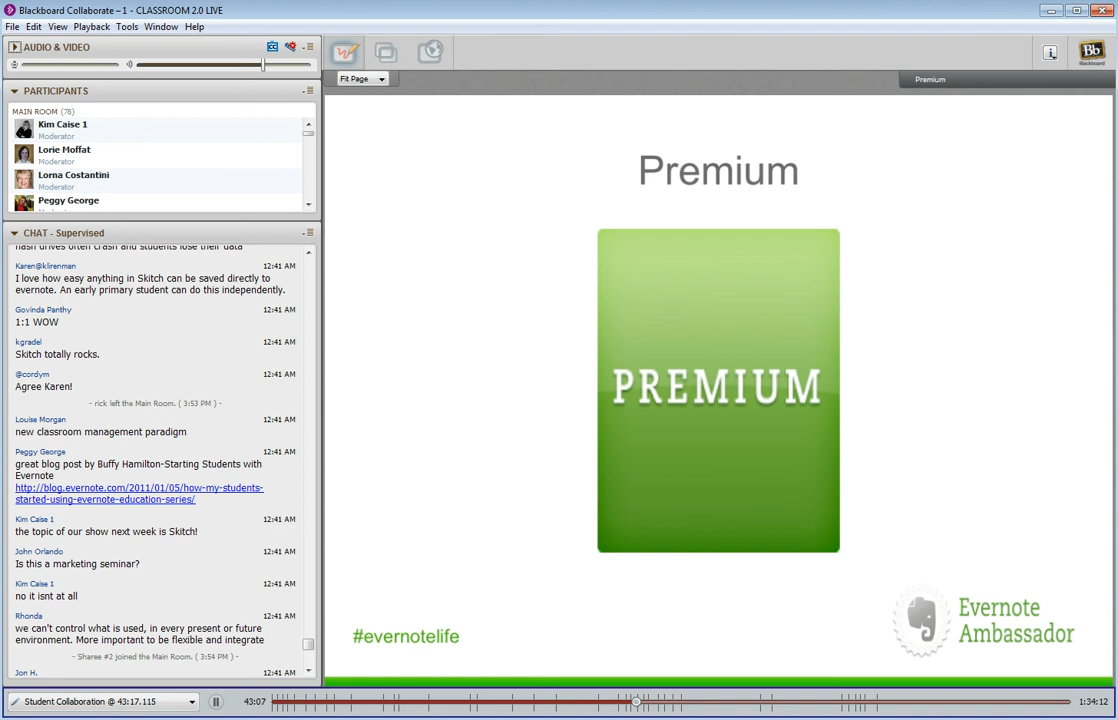 Blackboard Collaborate – 1 - CLASSROOM 2.0 LIVE
File Edit View Playback Tools Window Help
AUDIO & VIDEO
PARTICIPANTS
MAIN ROOM (78)
Kim Caise 1
Moderator
Lorie Moffat
Moderator
Lorna Costantini
Moderator
Peggy George
CHAT - Supervised
flash drives often crash and students lose their data
Karen@klirenman 12:41 AM
I love how easy anything in Skitch can be saved directly to
evernote. An early primary student can do this independently.
Govinda Panthy 12:41 AM
1:1 WOW
kgradel 12:41 AM
Skitch totally rocks.
@cordym 12:41 AM
Agree Karen!
- rick left the Main Room. ( 3:53 PM ) -
Louise Morgan 12:41 AM
new classroom management paradigm
Peggy George 12:41 AM
great blog post by Buffy Hamilton-Starting Students with
Evernote
http://blog.evernote.com/2011/01/05/how-my-students-
started-using-evernote-education-series/
Kim Caise 1 12:41 AM
the topic of our show next week is Skitch!
John Orlando 12:41 AM
Is this a marketing seminar?
Kim Caise 1 12:41 AM
no it isnt at all
Rhonda 12:41 AM
we can't control what is used, in every present or future
environment. More important to be flexible and integrate
- Sharee #2 joined the Main Room. ( 3:54 PM ) -
Jon H. 12:41 AM
Fit Page
Premium
Bb
Blackboard
Premium
PREMIUM
#evernotelife
Evernote
Ambassador
Student Collaboration @ 43:17.115
43:07
1:34:12